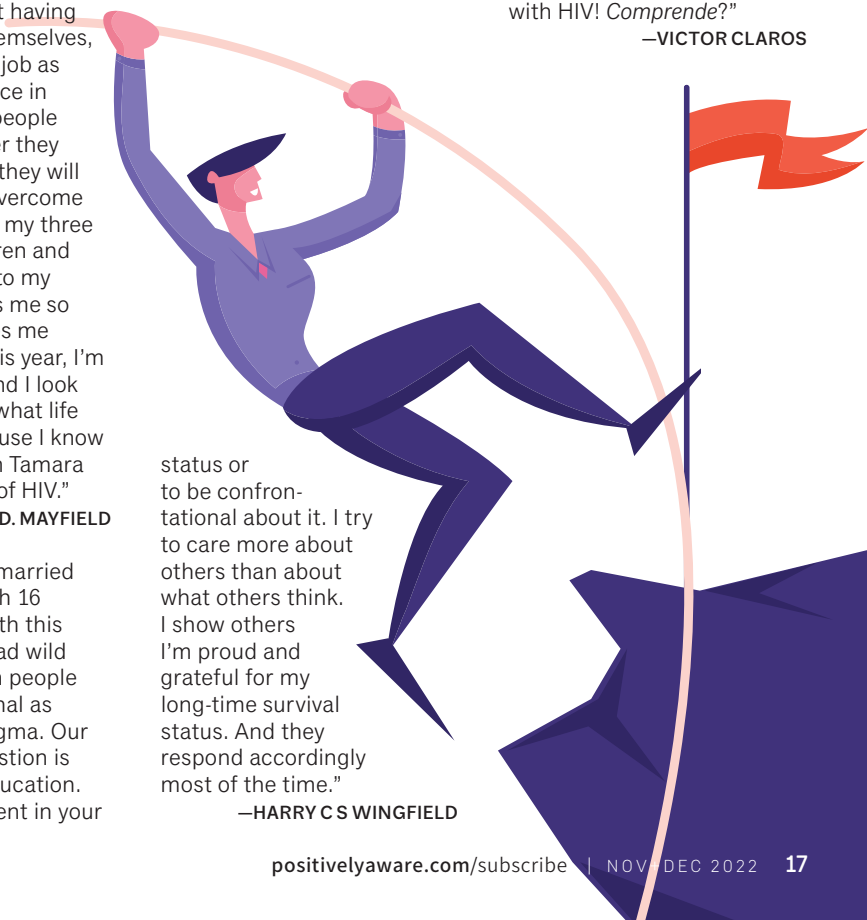 t having
emselves,
job as
ce in
people
er they
they will
vercome
my three
ren and
to my
s me so
s me
is year, I’m
nd I look
what life
use I know
n Tamara
of HIV.”
D. MAYFIELD
married
h 16
th this
ad wild
n people
nal as
gma. Our
stion is
ucation.
ent in your
status or
to be confron-
tational about it. I try
to care more about
others than about
what others think.
I show others
I’m proud and
grateful for my
long-time survival
status. And they
respond accordingly
most of the time.”
—HARRY C S WINGFIELD
with HIV! Comprende?”
—VICTOR CLAROS
positivelyaware.com/subscribe | NOV+DEC 2022 17